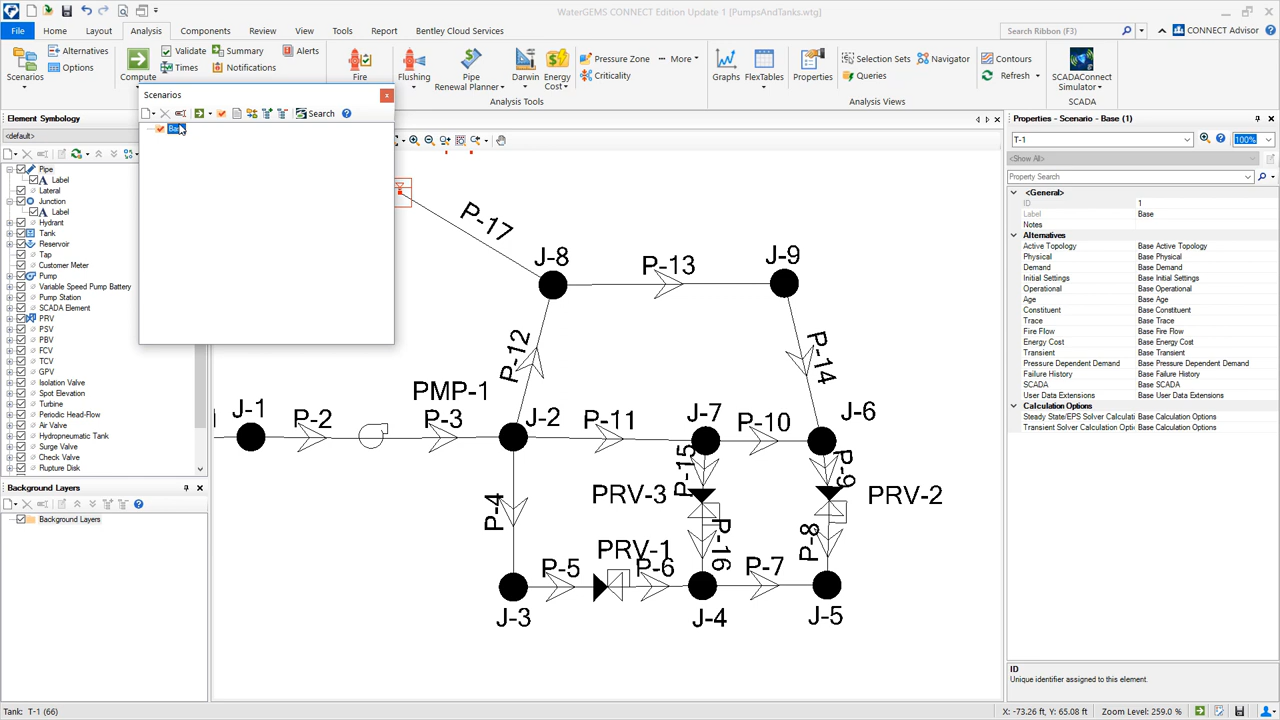 WaterGEMS CONNECT Edition Update 1 [PumpsAndTanks.wtg]
File Home Layout Analysis Components Review View Tools Report Bentley Cloud Services
Search Ribbon (F3)
CONNECT Advisor
Scenarios
Alternatives
Options
Compute
Validate
Times
Summary
Notifications
Alerts
Fire
Flushing
Pipe
Renewal Planner
Darwin
Energy
Cost
Pressure Zone
Criticality
More
Analysis Tools
Graphs
FlexTables
Properties
Selection Sets
Queries
Navigator
Contours
Refresh
Analysis View
SCADAConnect
Simulator
SCADA
Scenarios
Search
Element Symbology
<default>
Pipe
Label
Lateral
Junction
Label
Hydrant
Tank
Reservoir
Tap
Customer Meter
Pump
Variable Speed Pump Battery
Pump Station
SCADA Element
PRV
PSV
PBV
FCV
TCV
GPV
Isolation Valve
Spot Elevation
Turbine
Periodic Head-Flow
Air Valve
Hydropneumatic Tank
Surge Valve
Check Valve
Rupture Disk
Background Layers
Background Layers
P-17
J-8
P-13
J-9
P-12
P-14
PMP-1
J-1
P-2
P-3
J-2
P-11
J-7
P-10
J-6
P-15
P-9
P-4
PRV-3
PRV-2
P-16
P-8
PRV-1
P-5
P-6
P-7
J-3
J-4
J-5
Properties - Scenario - Base (1)
T-1
100%
<Show All>
Property Search
<General>
ID 1
Label Base
Notes
Alternatives
Active Topology Base Active Topology
Physical Base Physical
Demand Base Demand
Initial Settings Base Initial Settings
Operational Base Operational
Age Base Age
Constituent Base Constituent
Trace Base Trace
Fire Flow Base Fire Flow
Energy Cost Base Energy Cost
Transient Base Transient
Pressure Dependent Demand Base Pressure Dependent Demand
Failure History Base Failure History
SCADA Base SCADA
User Data Extensions Base User Data Extensions
Calculation Options
Steady State/EPS Solver Calculati Base Calculation Options
Transient Solver Calculation Opti Base Calculation Options
ID
Unique identifier assigned to this element.
Tank: T-1 (66)
X: -73.26 ft, Y: 65.08 ft Zoom Level: 259.0 %